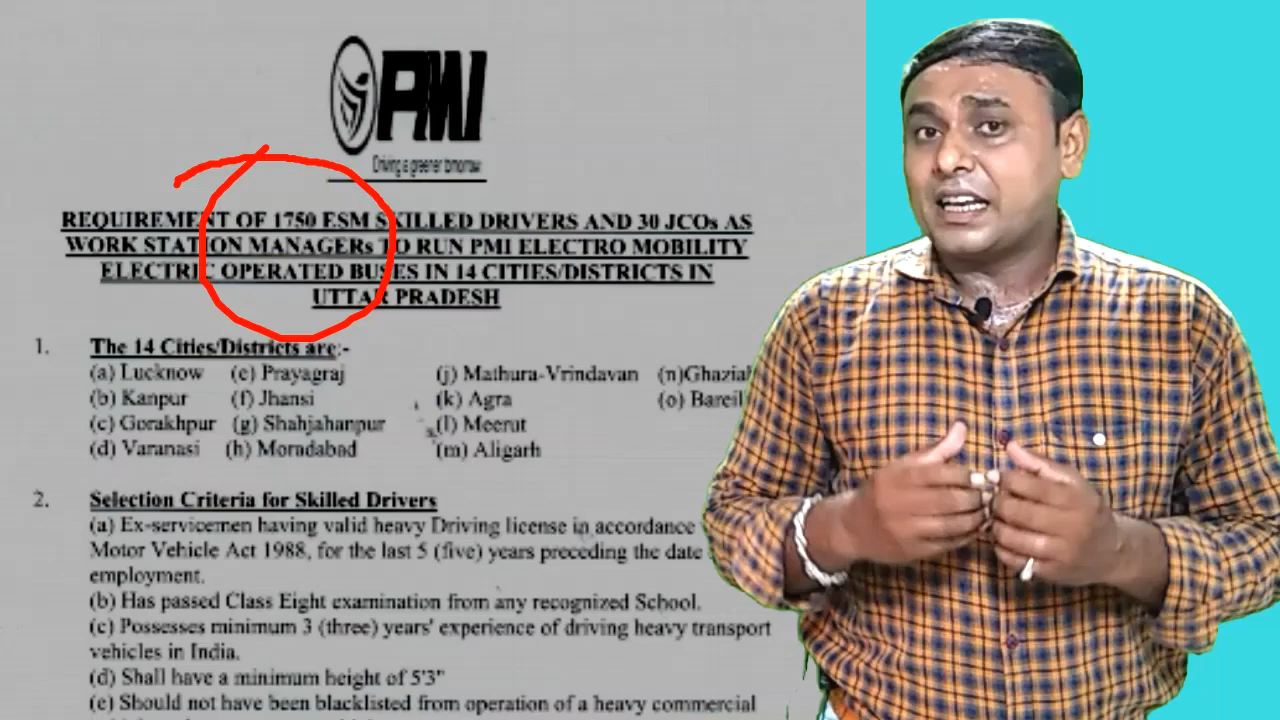 PMI
Driving a greener tomorrow
REQUIREMENT OF 1750 ESM SKILLED DRIVERS AND 30 JCOs AS
WORK STATION MANAGERs TO RUN PMI ELECTRO MOBILITY
ELECTRIC OPERATED BUSES IN 14 CITIES/DISTRICTS IN
UTTAR PRADESH
1. The 14 Cities/Districts are:-
(a) Lucknow (e) Prayagraj (j) Mathura-Vrindavan (n)Ghaziab
(b) Kanpur (f) Jhansi (k) Agra (o) Bareil
(c) Gorakhpur (g) Shahjahanpur (l) Meerut
(d) Varanasi (h) Moradabad (m) Aligarh
2. Selection Criteria for Skilled Drivers
(a) Ex-servicemen having valid heavy Driving license in accordance
Motor Vehicle Act 1988, for the last 5 (five) years preceding the date
employment.
(b) Has passed Class Eight examination from any recognized School.
(c) Possesses minimum 3 (three) years' experience of driving heavy transport
vehicles in India.
(d) Shall have a minimum height of 5'3"
(e) Should not have been blacklisted from operation of a heavy commercial